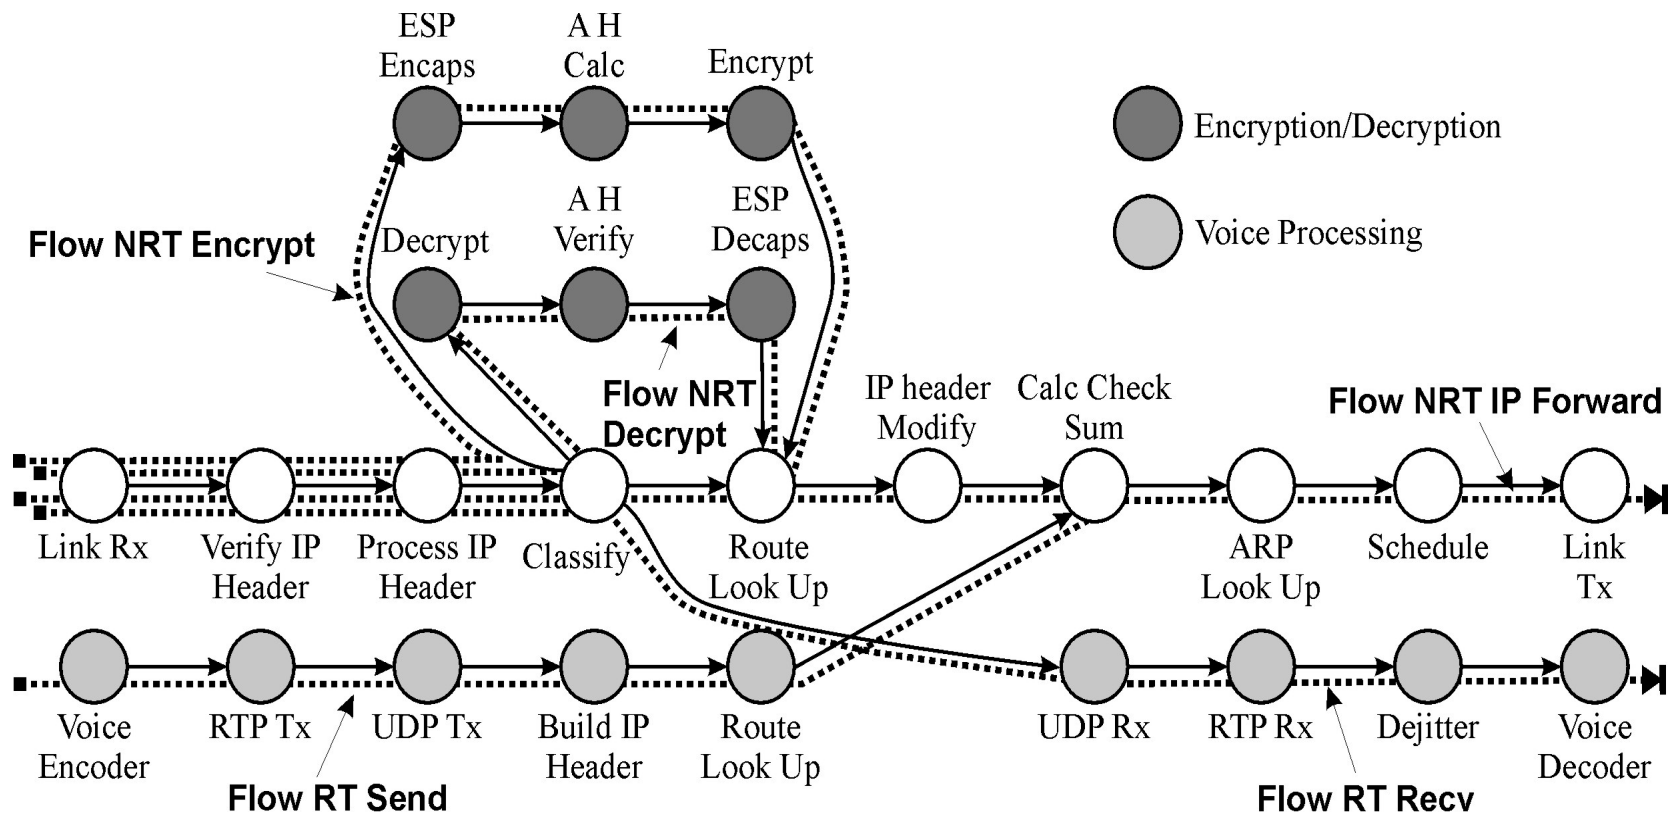 ESP
Encaps
A H
Calc
Encrypt
Encryption/Decryption
Voice Processing
Flow NRT Encrypt
Decrypt
A H
Verify
ESP
Decaps
Flow NRT
Decrypt
IP header
Modify
Calc Check
Sum
Flow NRT IP Forward
Link Rx
Verify IP
Header
Process IP
Header
Classify
Route
Look Up
ARP
Look Up
Schedule
Link
Tx
Voice
Encoder
RTP Tx
UDP Tx
Build IP
Header
Route
Look Up
UDP Rx
RTP Rx
Dejitter
Voice
Decoder
Flow RT Send
Flow RT Recv